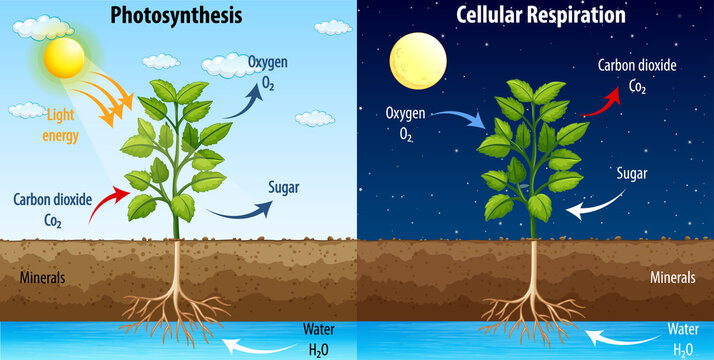 Photosynthesis
Oxygen
O₂
Light
energy
Carbon dioxide
Co₂
Sugar
Minerals
Water
H₂O
Cellular Respiration
Carbon dioxide
Co₂
Oxygen
O₂
Sugar
Minerals
Water
H₂O